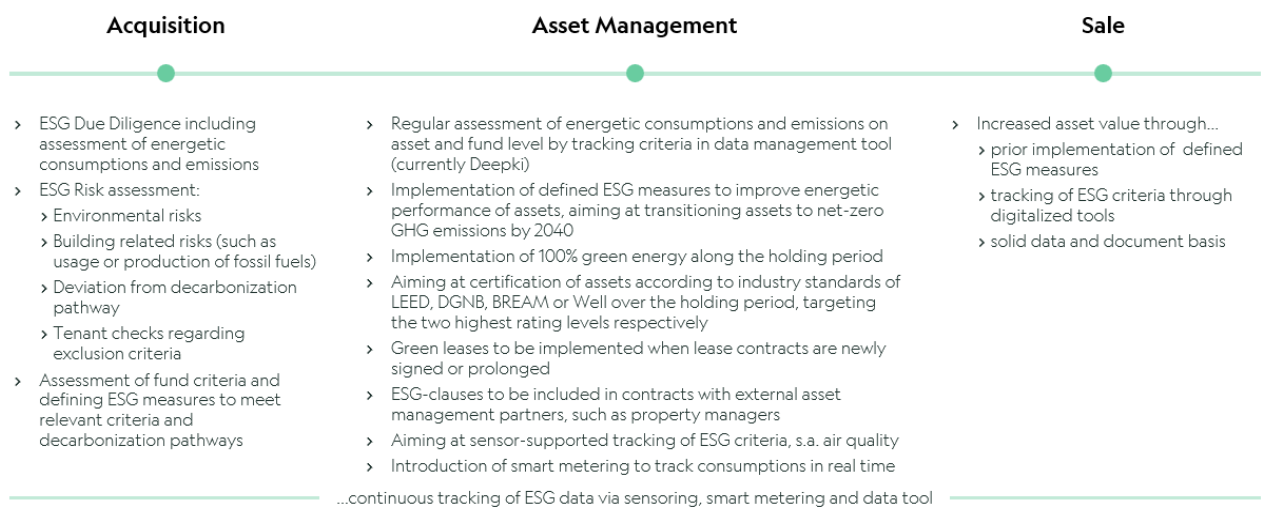 Acquisition
Asset Management
Sale
› ESG Due Diligence including
assessment of energetic
consumptions and emissions
› ESG Risk assessment:
› Environmental risks
› Building related risks (such as
usage or production of fossil fuels)
› Deviation from decarbonization
pathway
› Tenant checks regarding
exclusion criteria
› Assessment of fund criteria and
defining ESG measures to meet
relevant criteria and
decarbonization pathways
› Regular assessment of energetic consumptions and emissions on
asset and fund level by tracking criteria in data management tool
(currently Deepki)
› Implementation of defined ESG measures to improve energetic
performance of assets, aiming at transitioning assets to net-zero
GHG emissions by 2040
› Implementation of 100% green energy along the holding period
› Aiming at certification of assets according to industry standards of
LEED, DGNB, BREAM or Well over the holding period, targeting
the two highest rating levels respectively
› Green leases to be implemented when lease contracts are newly
signed or prolonged
› ESG-clauses to be included in contracts with external asset
management partners, such as property managers
› Aiming at sensor-supported tracking of ESG criteria, s.a. air quality
› Introduction of smart metering to track consumptions in real time
› Increased asset value through...
› prior implementation of defined
ESG measures
› tracking of ESG criteria through
digitalized tools
› solid data and document basis
...continuous tracking of ESG data via sensoring, smart metering and data tool